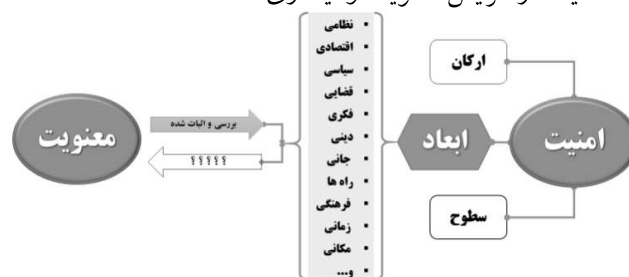 نظامی
اقتصادی
سیاسی
قضایی
فکری
دینی
جانی
راه ها
فرهنگی
زمانی
مکانی
و...
ارکان
امنیت
ابعاد
سطوح
بررسی و اثبات شده
؟؟؟؟؟
معنویت